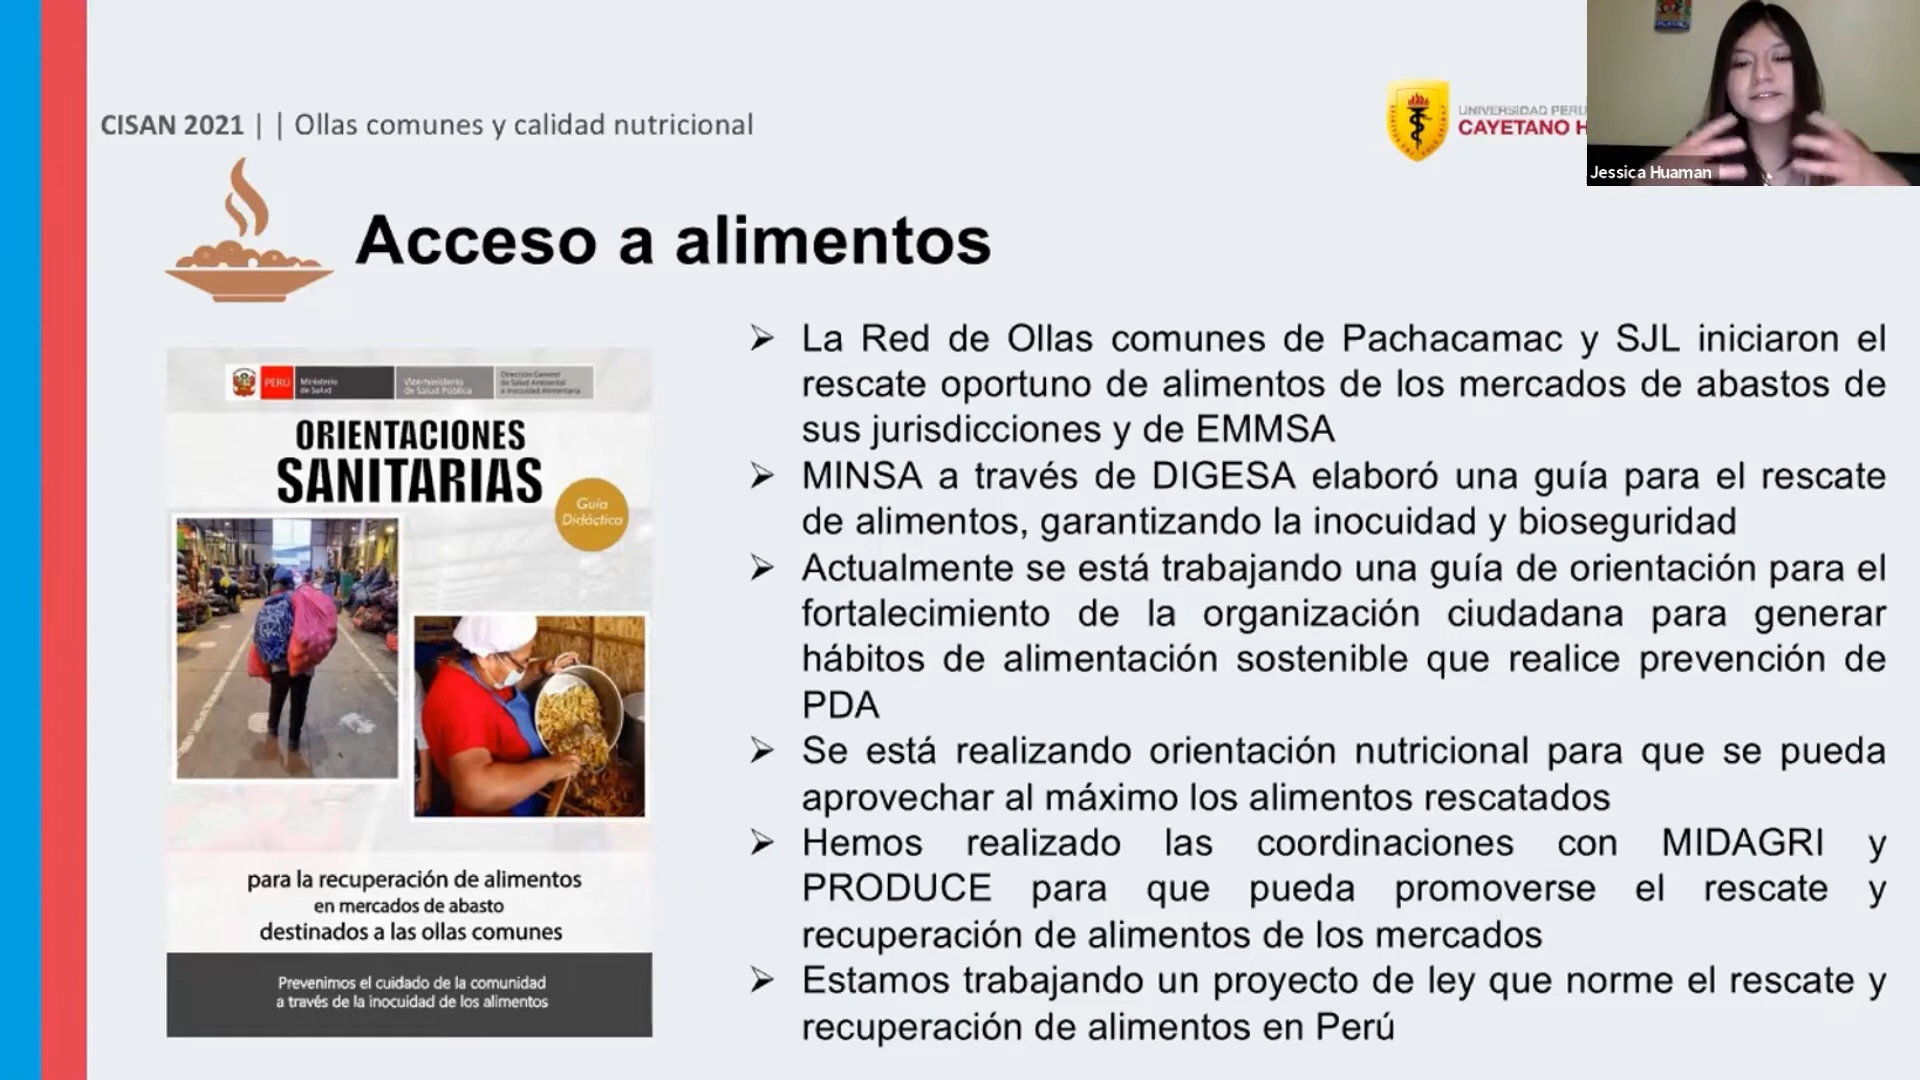 CISAN 2021 | | Ollas comunes y calidad nutricional
UNIVERSIDAD PERU
CAYETANO H
Jessica Huaman
Acceso a alimentos
PERÚ
Ministerio
de Salud
Viceministerio
de Salud Pública
Dirección General
de Salud Ambiental
e Inocuidad Alimentaria
ORIENTACIONES
SANITARIAS
Guía
Didáctica
para la recuperación de alimentos
en mercados de abasto
destinados a las ollas comunes
Prevenimos el cuidado de la comunidad
a través de la inocuidad de los alimentos
➢ La Red de Ollas comunes de Pachacamac y SJL iniciaron el
rescate oportuno de alimentos de los mercados de abastos de
sus jurisdicciones y de EMMSA
➢ MINSA a través de DIGESA elaboró una guía para el rescate
de alimentos, garantizando la inocuidad y bioseguridad
➢ Actualmente se está trabajando una guía de orientación para el
fortalecimiento de la organización ciudadana para generar
hábitos de alimentación sostenible que realice prevención de
PDA
➢ Se está realizando orientación nutricional para que se pueda
aprovechar al máximo los alimentos rescatados
➢ Hemos realizado las coordinaciones con MIDAGRI y
PRODUCE para que pueda promoverse el rescate y
recuperación de alimentos de los mercados
➢ Estamos trabajando un proyecto de ley que norme el rescate y
recuperación de alimentos en Perú